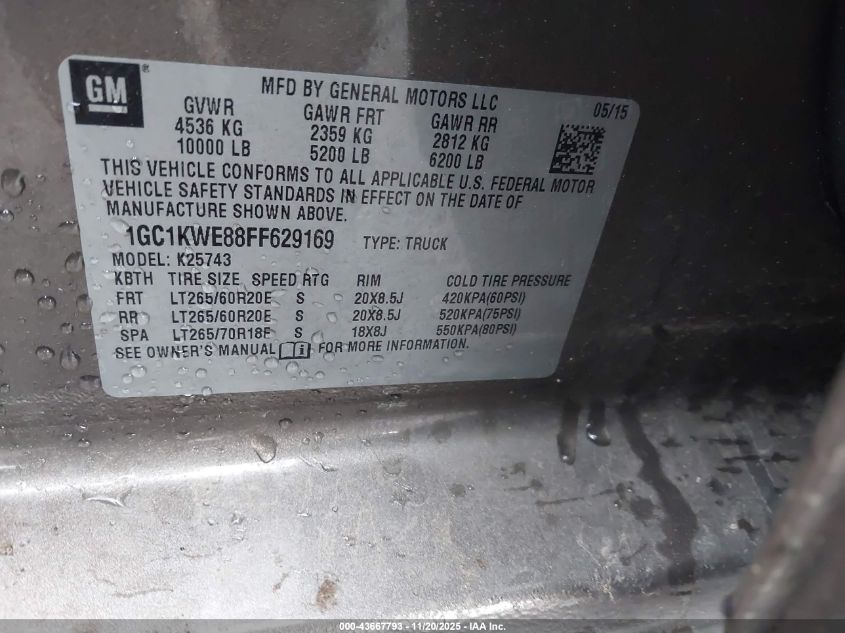 GM®
MFD BY GENERAL MOTORS LLC
05/15
GVWR GAWR FRT GAWR RR
4536 KG 2359 KG 2812 KG
10000 LB 5200 LB 6200 LB
THIS VEHICLE CONFORMS TO ALL APPLICABLE U.S. FEDERAL MOTOR
VEHICLE SAFETY STANDARDS IN EFFECT ON THE DATE OF
MANUFACTURE SHOWN ABOVE.
1GC1KWE88FF629169 TYPE: TRUCK
MODEL: K25743
KBTH TIRE SIZE SPEED RTG RIM COLD TIRE PRESSURE
FRT LT265/60R20E S 20X8.5J 420KPA(60PSI)
RR LT265/60R20E S 20X8.5J 520KPA(75PSI)
SPA LT265/70R18E S 18X8J 550KPA(80PSI)
SEE OWNER'S MANUAL i FOR MORE INFORMATION.
000-43667793 - 11/20/2025 - IAA Inc.